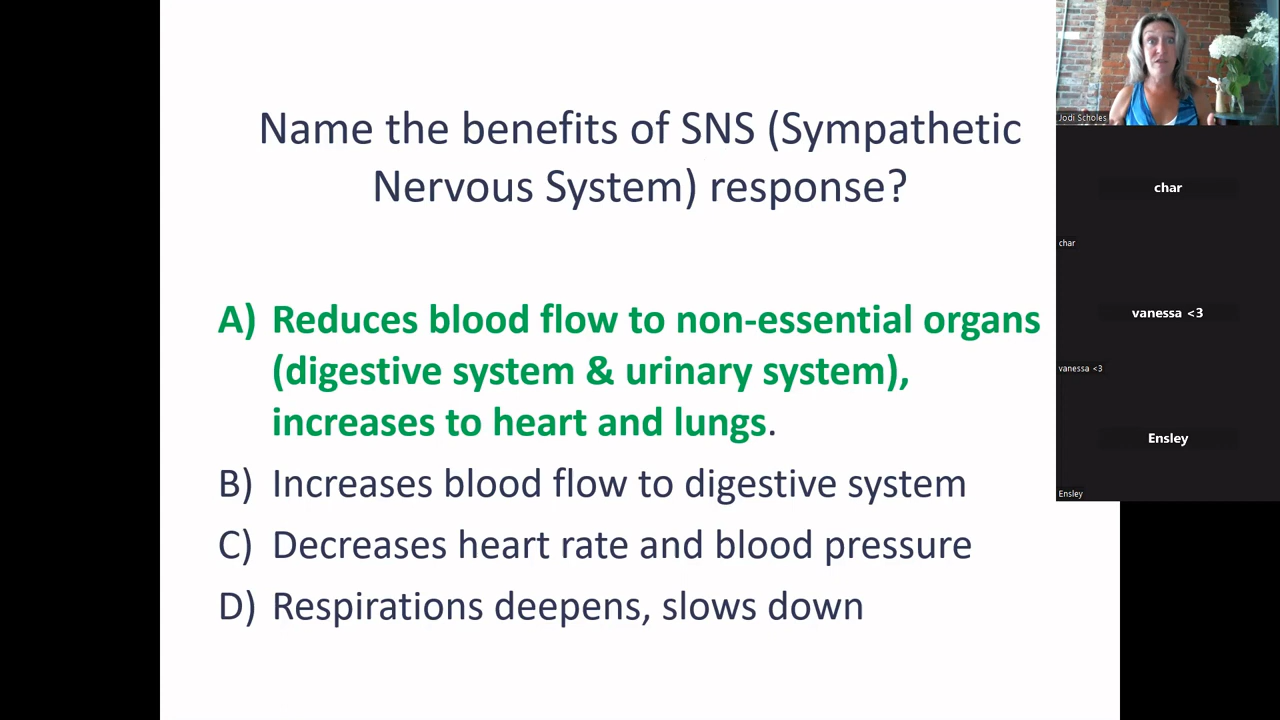 Name the benefits of SNS (Sympathetic
Nervous System) response?
A) Reduces blood flow to non-essential organs
(digestive system & urinary system),
increases to heart and lungs.
B) Increases blood flow to digestive system
C) Decreases heart rate and blood pressure
D) Respirations deepens, slows down
Jodi Scholes
char
char
vanessa <3
vanessa <3
Ensley
Ensley